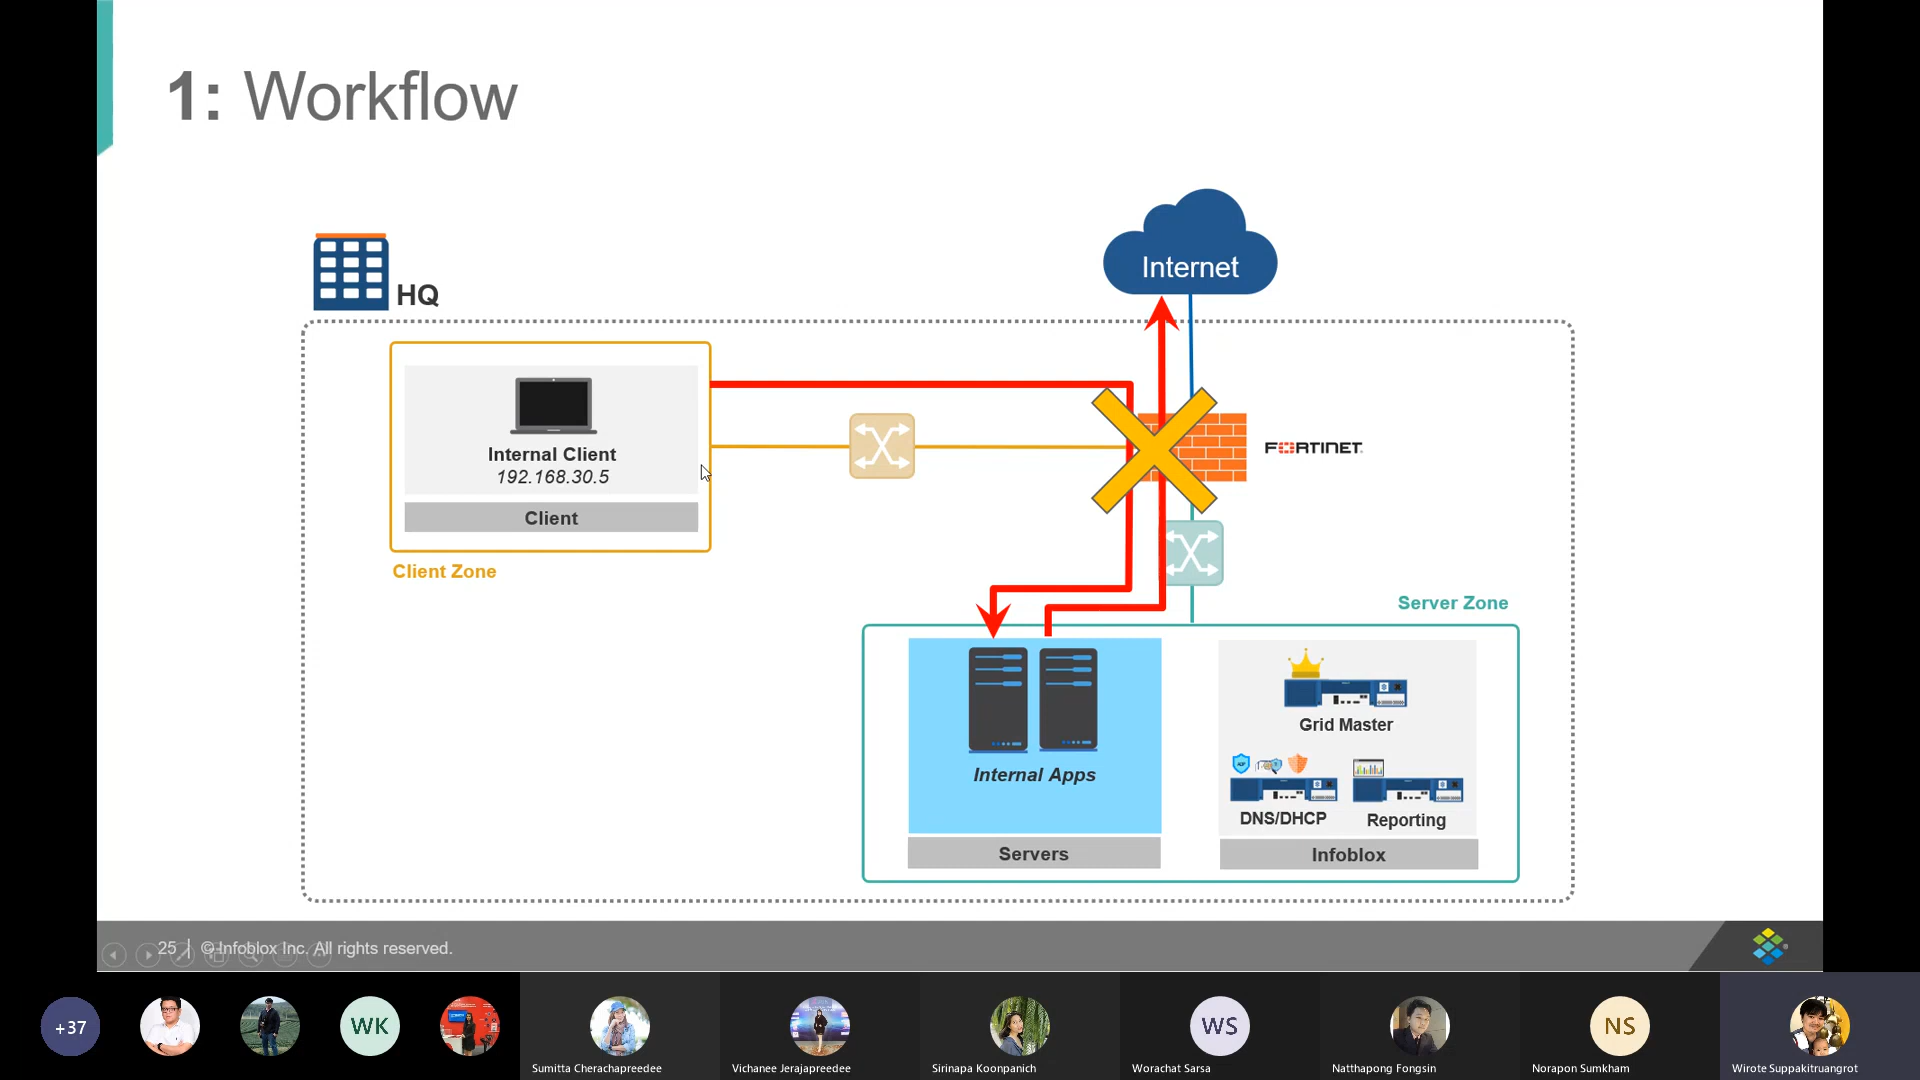 1: Workflow
Internet
HQ
Internal Client
192.168.30.5
FORTINET
Client
Client Zone
Server Zone
Grid Master
Internal Apps
DNS/DHCP
Reporting
Servers
Infoblox
25 | © Infoblox Inc. All rights reserved.
+37
WK
WS
NS
Sumitta Cherachapreedee
Vichanee Jerajapreedee
Sirinapa Koonpanich
Worachat Sarsa
Natthapong Fongsin
Norapon Sumkham
Wirote Suppakitruangrot